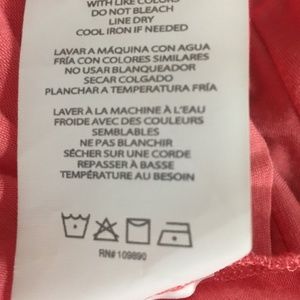 WITH LIKE COLORS
DO NOT BLEACH
LINE DRY
COOL IRON IF NEEDED
LAVAR A MÁQUINA CON AGUA
FRÍA CON COLORES SIMILARES
NO USAR BLANQUEADOR
SECAR COLGADO
PLANCHAR A TEMPERATURA FRÍA
LAVER À LA MACHINE À L'EAU
FROIDE AVEC DES COULEURS
SEMBLABLES
NE PAS BLANCHIR
SÉCHER SUR UNE CORDE
REPASSER À BASSE
TEMPÉRATURE AU BESOIN
RN# 109890